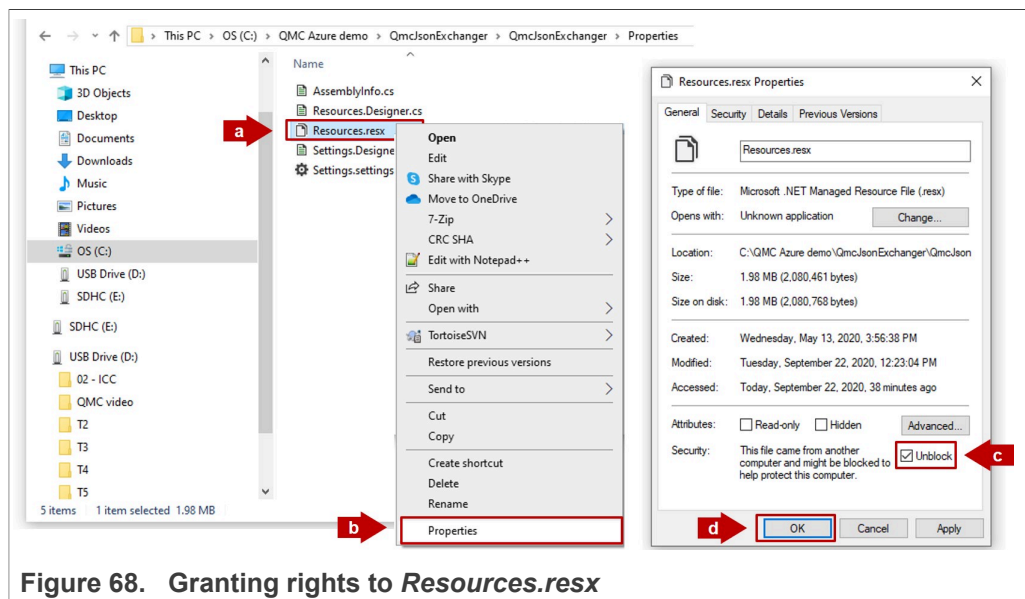 This PC > OS (C:) > QMC Azure demo > QmcJsonExchanger > QmcJsonExchanger > Properties
This PC
3D Objects
Desktop
Documents
Downloads
Music
Pictures
Videos
OS (C:)
USB Drive (D:)
SDHC (E:)
SDHC (E:)
USB Drive (D:)
02 - ICC
QMC video
T2
T3
T4
T5
5 items 1 item selected 1.98 MB
Name
AssemblyInfo.cs
Resources.Designer.cs
a
Resources.resx
Settings.Designe
Settings.settings
Open
Edit
Share with Skype
Move to OneDrive
7-Zip
CRC SHA
Edit with Notepad++
Share
Open with
TortoiseSVN
Restore previous versions
Send to
Cut
Copy
Create shortcut
Delete
Rename
b
Properties
Resources.resx Properties
General Security Details Previous Versions
Resources.resx
Type of file: Microsoft .NET Managed Resource File (.resx)
Opens with: Unknown application Change...
Location: C:\QMC Azure demo\QmcJsonExchanger\QmcJson
Size: 1.98 MB (2,080,461 bytes)
Size on disk: 1.98 MB (2,080,768 bytes)
Created: Wednesday, May 13, 2020, 3:56:38 PM
Modified: Tuesday, September 22, 2020, 12:23:04 PM
Accessed: Today, September 22, 2020, 38 minutes ago
Attributes: Read-only Hidden Advanced...
Security: This file came from another
computer and might be blocked to
help protect this computer.
Unblock
c
d
OK Cancel Apply
Figure 68. Granting rights to Resources.resx